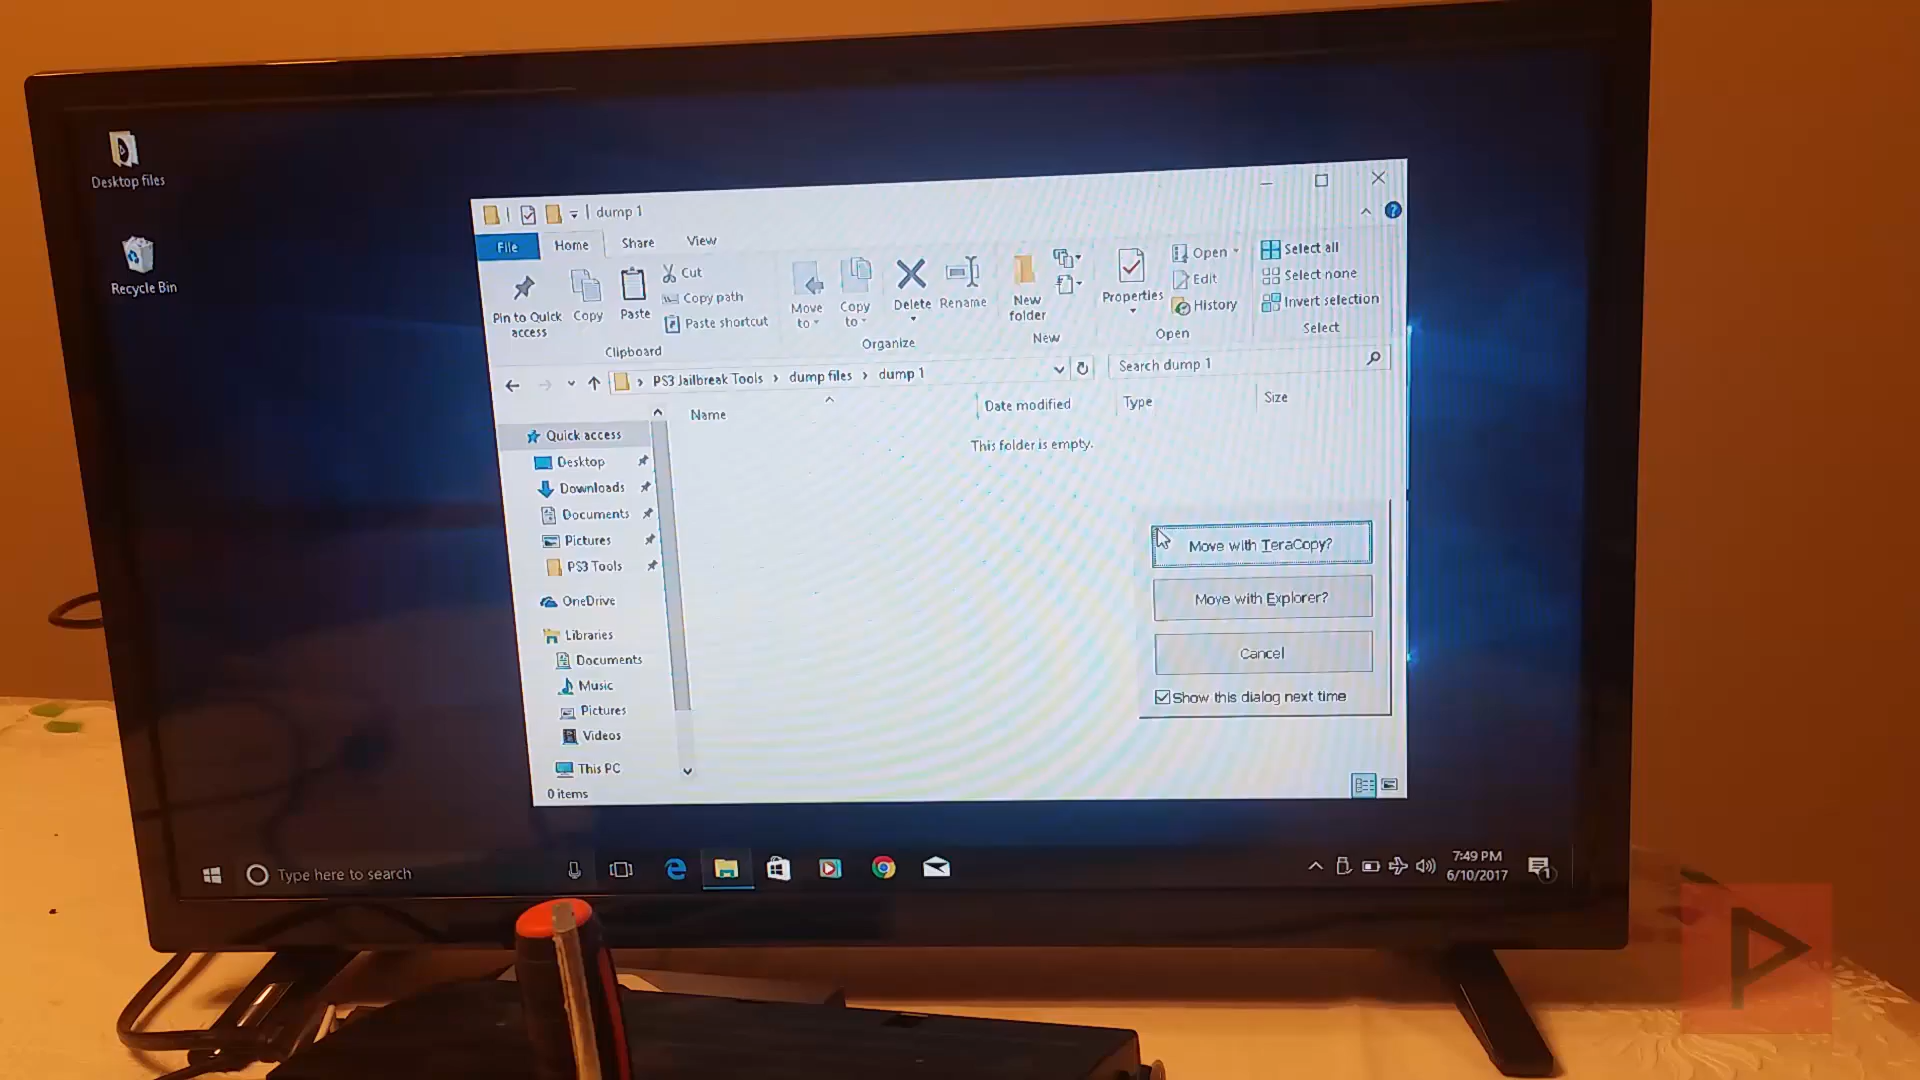 Desktop files
Recycle Bin
dump 1
File Home Share View
Pin to Quick access
Copy
Paste
Cut
Copy path
Paste shortcut
Clipboard
Move to
Copy to
Delete
Rename
Organize
New folder
New
Properties
Open
Edit
History
Open
Select all
Select none
Invert selection
Select
PS3 Jailbreak Tools › dump files › dump 1
Search dump 1
Name
Date modified
Type
Size
This folder is empty.
Quick access
Desktop
Downloads
Documents
Pictures
PS3 Tools
OneDrive
Libraries
Documents
Music
Pictures
Videos
This PC
0 items
Move with TeraCopy?
Move with Explorer?
Cancel
Show this dialog next time
Type here to search
7:49 PM
6/10/2017
1